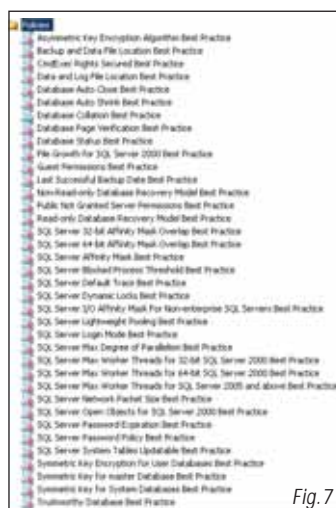 Policies
Asymmetric Key Encryption Algorithm Best Practice
Backup and Data File Location Best Practice
CmdExec Rights Secured Best Practice
Data and Log File Location Best Practice
Database Auto Close Best Practice
Database Auto Shrink Best Practice
Database Collation Best Practice
Database Page Verification Best Practice
Database Status Best Practice
File Growth for SQL Server 2000 Best Practice
Guest Permissions Best Practice
Last Successful Backup Date Best Practice
Non-Read-only Database Recovery Model Best Practice
Public Not Granted Server Permissions Best Practice
Read-only Database Recovery Model Best Practice
SQL Server 32-bit Affinity Mask Overlap Best Practice
SQL Server 64-bit Affinity Mask Overlap Best Practice
SQL Server Affinity Mask Best Practice
SQL Server Blocked Process Threshold Best Practice
SQL Server Default Trace Best Practice
SQL Server Dynamic Locks Best Practice
SQL Server I/O Affinity Mask For Non-enterprise SQL Servers Best Practice
SQL Server Lightweight Pooling Best Practice
SQL Server Login Mode Best Practice
SQL Server Max Degree of Parallelism Best Practice
SQL Server Max Worker Threads for 32-bit SQL Server 2000 Best Practice
SQL Server Max Worker Threads for 64-bit SQL Server 2000 Best Practice
SQL Server Max Worker Threads for SQL Server 2005 and above Best Practice
SQL Server Network Packet Size Best Practice
SQL Server Open Objects for SQL Server 2000 Best Practice
SQL Server Password Expiration Best Practice
SQL Server Password Policy Best Practice
SQL Server System Tables Updatable Best Practice
Symmetric Key Encryption for User Databases Best Practice
Symmetric Key for master Database Best Practice
Symmetric Key for System Databases Best Practice
Trustworthy Database Best Practice
Fig.7